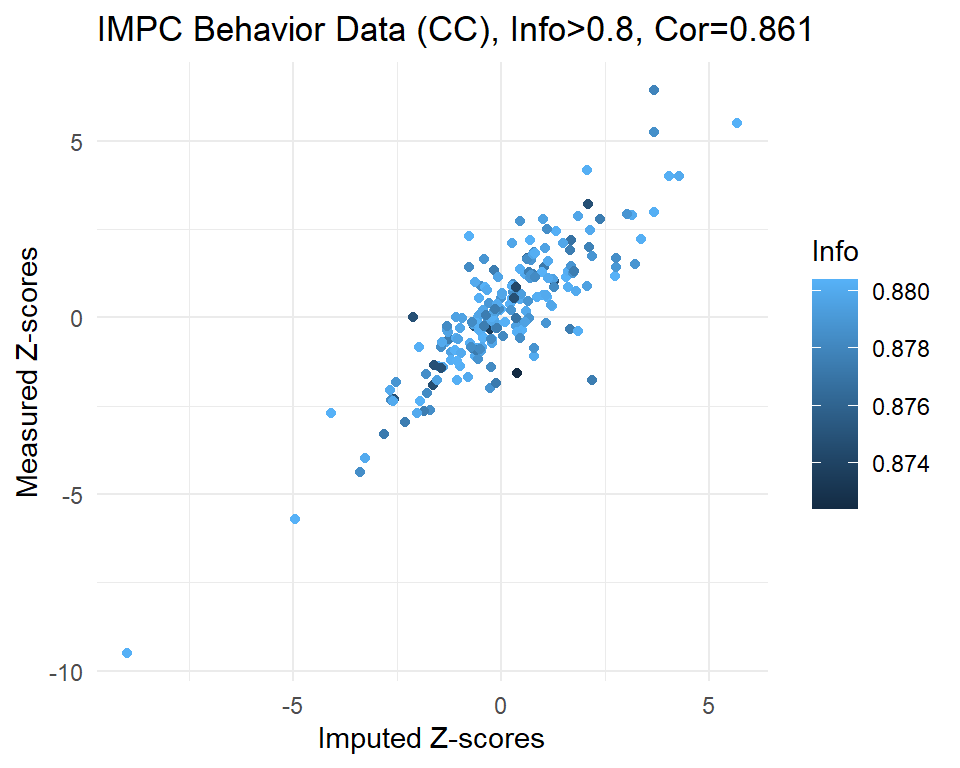 IMPC Behavior Data (CC), Info>0.8, Cor=0.861
Measured Z-scores
5
0
-5
-10
-5
0
5
Imputed Z-scores
Info
0.880
0.878
0.876
0.874